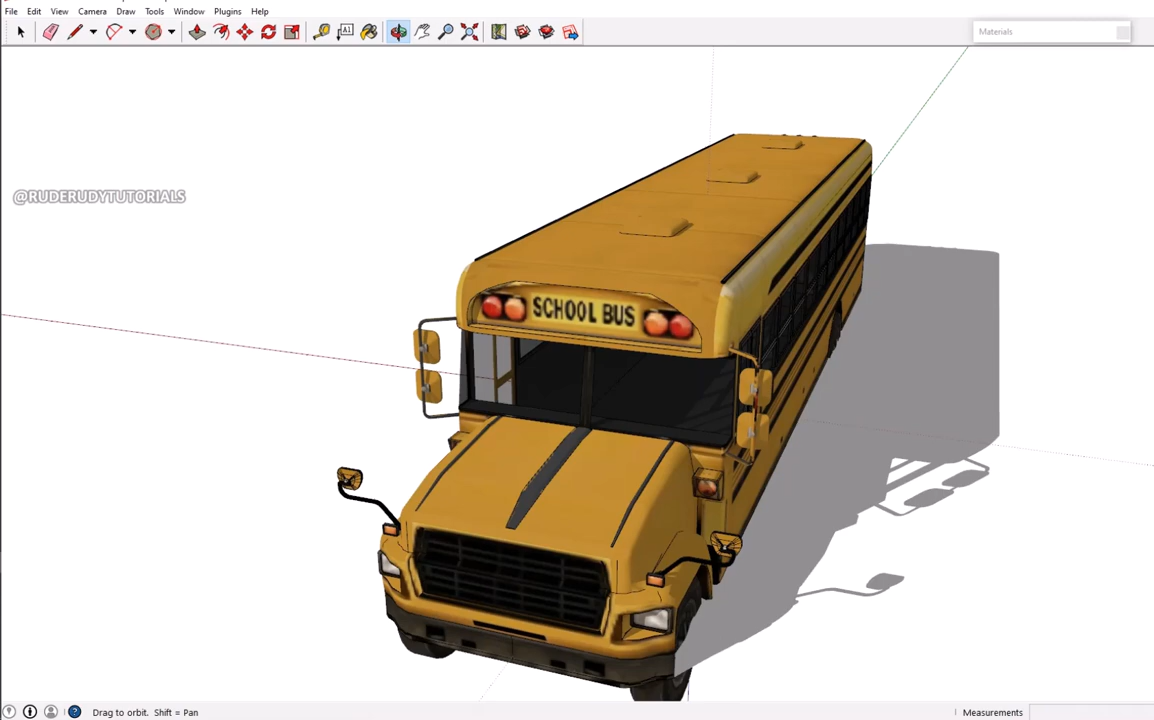 File Edit View Camera Draw Tools Window Plugins Help
A1
Materials
@RUDERUDYTUTORIALS
SCHOOL BUS
Drag to orbit. Shift = Pan
Measurements